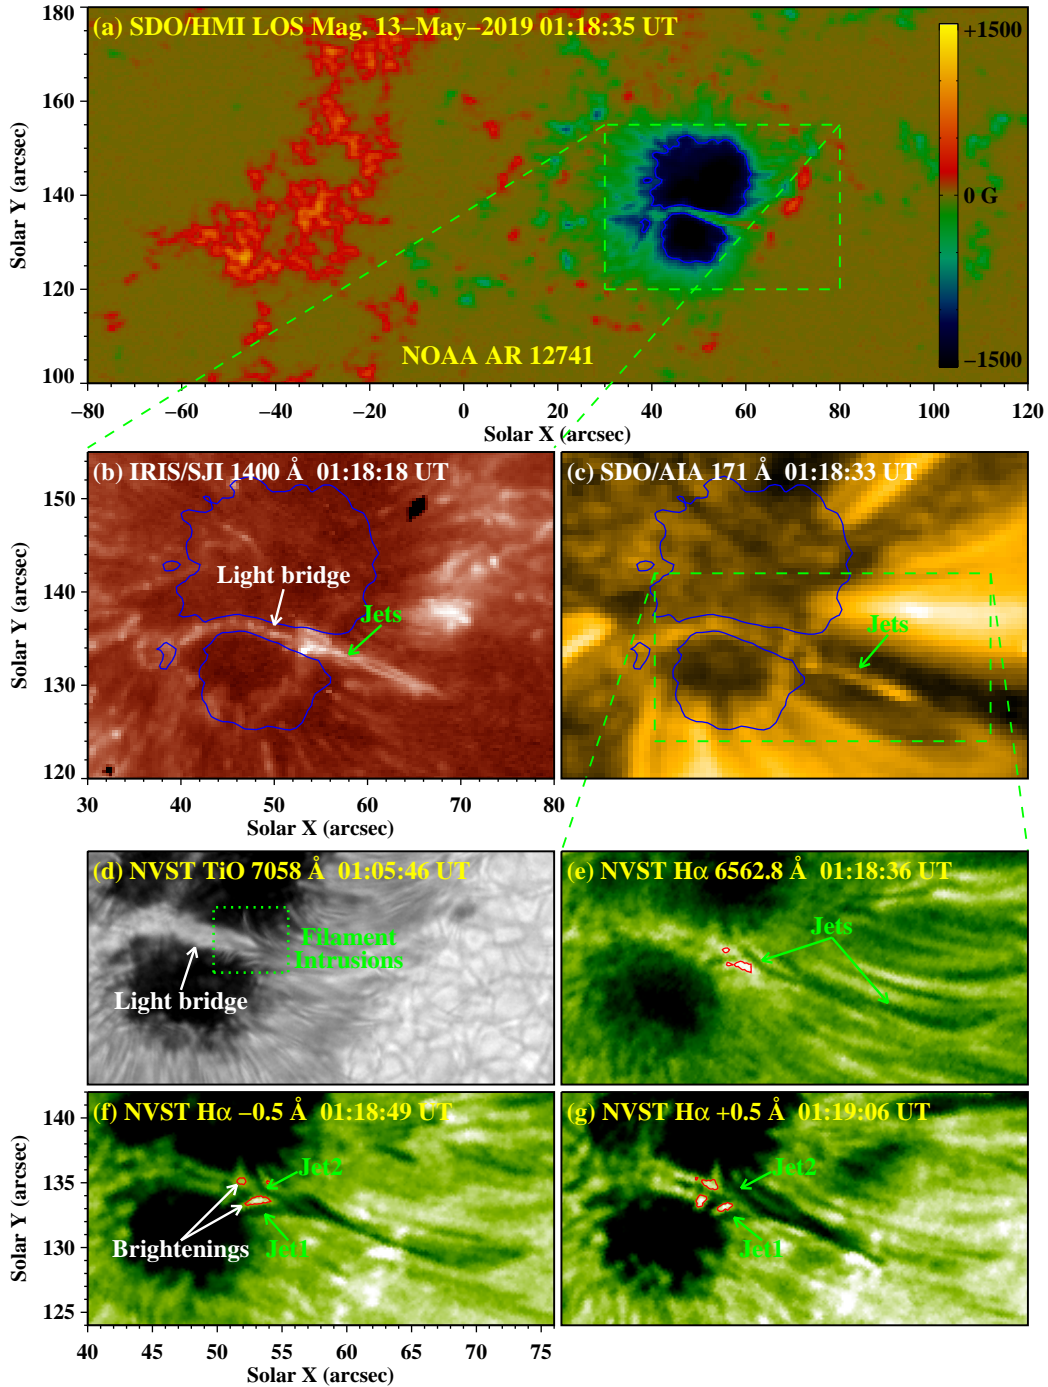 (a) SDO/HMI LOS Mag. 13−May−2019 01:18:35 UT
+1500
0 G
−1500
NOAA AR 12741
180
160
140
120
100
Solar Y (arcsec)
−80 −60 −40 −20 0 20 40 60 80 100 120
Solar X (arcsec)
(b) IRIS/SJI 1400 Å 01:18:18 UT
Light bridge
Jets
150
140
130
120
Solar Y (arcsec)
30 40 50 60 70 80
Solar X (arcsec)
(c) SDO/AIA 171 Å 01:18:33 UT
Jets
(d) NVST TiO 7058 Å 01:05:46 UT
Filament
Intrusions
Light bridge
(e) NVST Hα 6562.8 Å 01:18:36 UT
Jets
(f) NVST Hα −0.5 Å 01:18:49 UT
Jet2
Brightenings
Jet1
140
135
130
125
Solar Y (arcsec)
40 45 50 55 60 65 70 75
Solar X (arcsec)
(g) NVST Hα +0.5 Å 01:19:06 UT
Jet2
Jet1